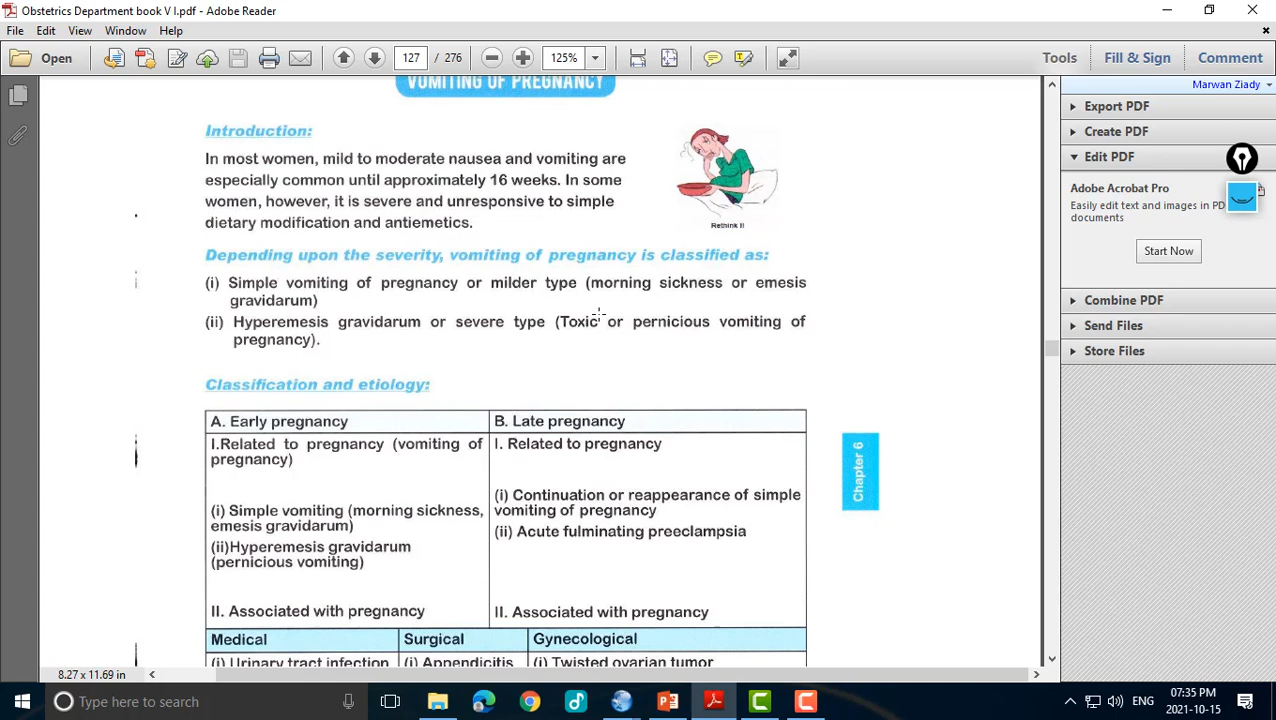 Obstetrics Department book V I.pdf - Adobe Reader
File Edit View Window Help
Open 127 / 276 125% Tools Fill & Sign Comment
VOMITING OF PREGNANCY
Introduction:
In most women, mild to moderate nausea and vomiting are
especially common until approximately 16 weeks. In some
women, however, it is severe and unresponsive to simple
dietary modification and antiemetics.
Rethink II
Depending upon the severity, vomiting of pregnancy is classified as:
(i) Simple vomiting of pregnancy or milder type (morning sickness or emesis
gravidarum)
(ii) Hyperemesis gravidarum or severe type (Toxic or pernicious vomiting of
pregnancy).
Classification and etiology:
A. Early pregnancy
I.Related to pregnancy (vomiting of
pregnancy)
(i) Simple vomiting (morning sickness,
emesis gravidarum)
(ii)Hyperemesis gravidarum
(pernicious vomiting)
II. Associated with pregnancy
B. Late pregnancy
I. Related to pregnancy
(i) Continuation or reappearance of simple
vomiting of pregnancy
(ii) Acute fulminating preeclampsia
II. Associated with pregnancy
Medical Surgical Gynecological
(i) Urinary tract infection (i) Appendicitis (i) Twisted ovarian tumor
Chapter 6
8.27 x 11.69 in
Marwan Ziady
Export PDF
Create PDF
Edit PDF
Adobe Acrobat Pro
Easily edit text and images in PD
documents
Start Now
Combine PDF
Send Files
Store Files
Type here to search
ENG
07:35 PM
2021-10-15